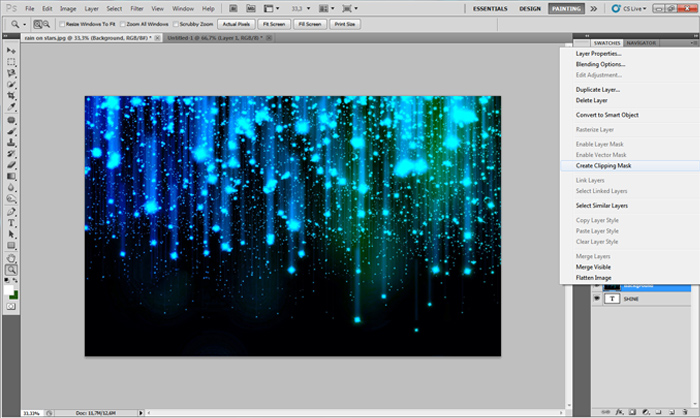 Ps File Edit Image Layer Select Filter View Window Help Br 33,3 ESSENTIALS DESIGN PAINTING CS Live
Resize Windows To Fit Zoom All Windows Scrubby Zoom Actual Pixels Fit Screen Fill Screen Print Size
rain on stars.jpg @ 33,3% (Background, RGB/8#) * Untitled-1 @ 66,7% (Layer 1, RGB/8) * SWATCHES NAVIGATOR
Layer Properties...
Blending Options...
Edit Adjustment...
Duplicate Layer...
Delete Layer
Convert to Smart Object
Rasterize Layer
Enable Layer Mask
Enable Vector Mask
Create Clipping Mask
Link Layers
Select Linked Layers
Select Similar Layers
Copy Layer Style
Paste Layer Style
Clear Layer Style
Merge Layers
Merge Visible
Flatten Image
Background
T SHINE
33,33% Doc: 11,7M/12,6M